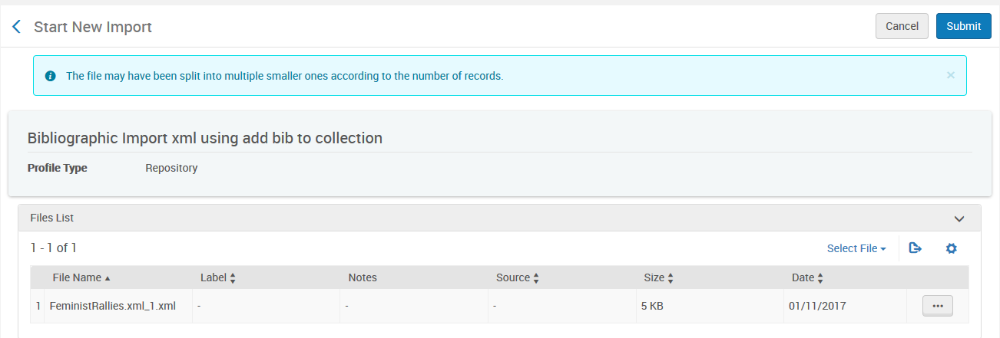 Start New Import Cancel Submit
The file may have been split into multiple smaller ones according to the number of records.
Bibliographic Import xml using add bib to collection
Profile Type Repository
Files List
1 - 1 of 1 Select File
File Name Label Notes Source Size Date
1 FeministRallies.xml_1.xml - - - 5 KB 01/11/2017